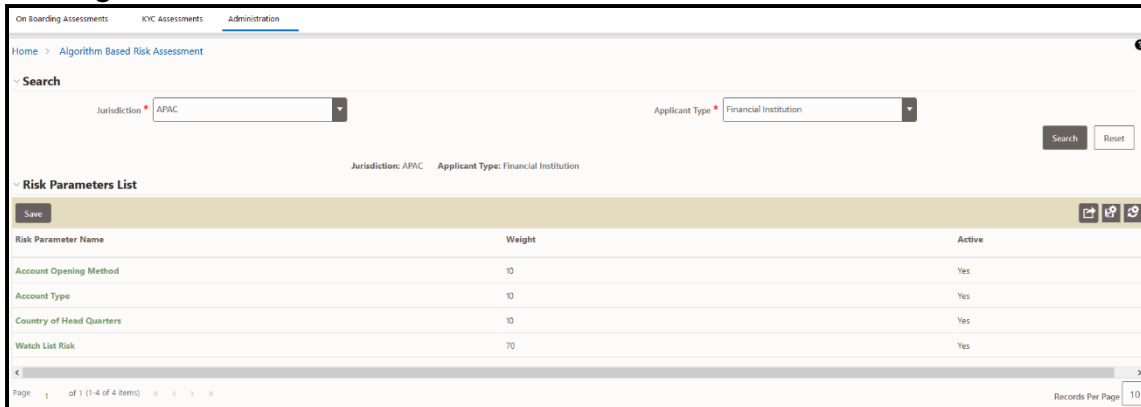 On Boarding Assessments KYC Assessments Administration
Home > Algorithm Based Risk Assessment
Search
Jurisdiction * APAC Applicant Type * Financial Institution
Search Reset
Jurisdiction: APAC Applicant Type: Financial Institution
Risk Parameters List
Save
Risk Parameter Name Weight Active
Account Opening Method 10 Yes
Account Type 10 Yes
Country of Head Quarters 10 Yes
Watch List Risk 70 Yes
Page 1 of 1 (1-4 of 4 items) Records Per Page 10